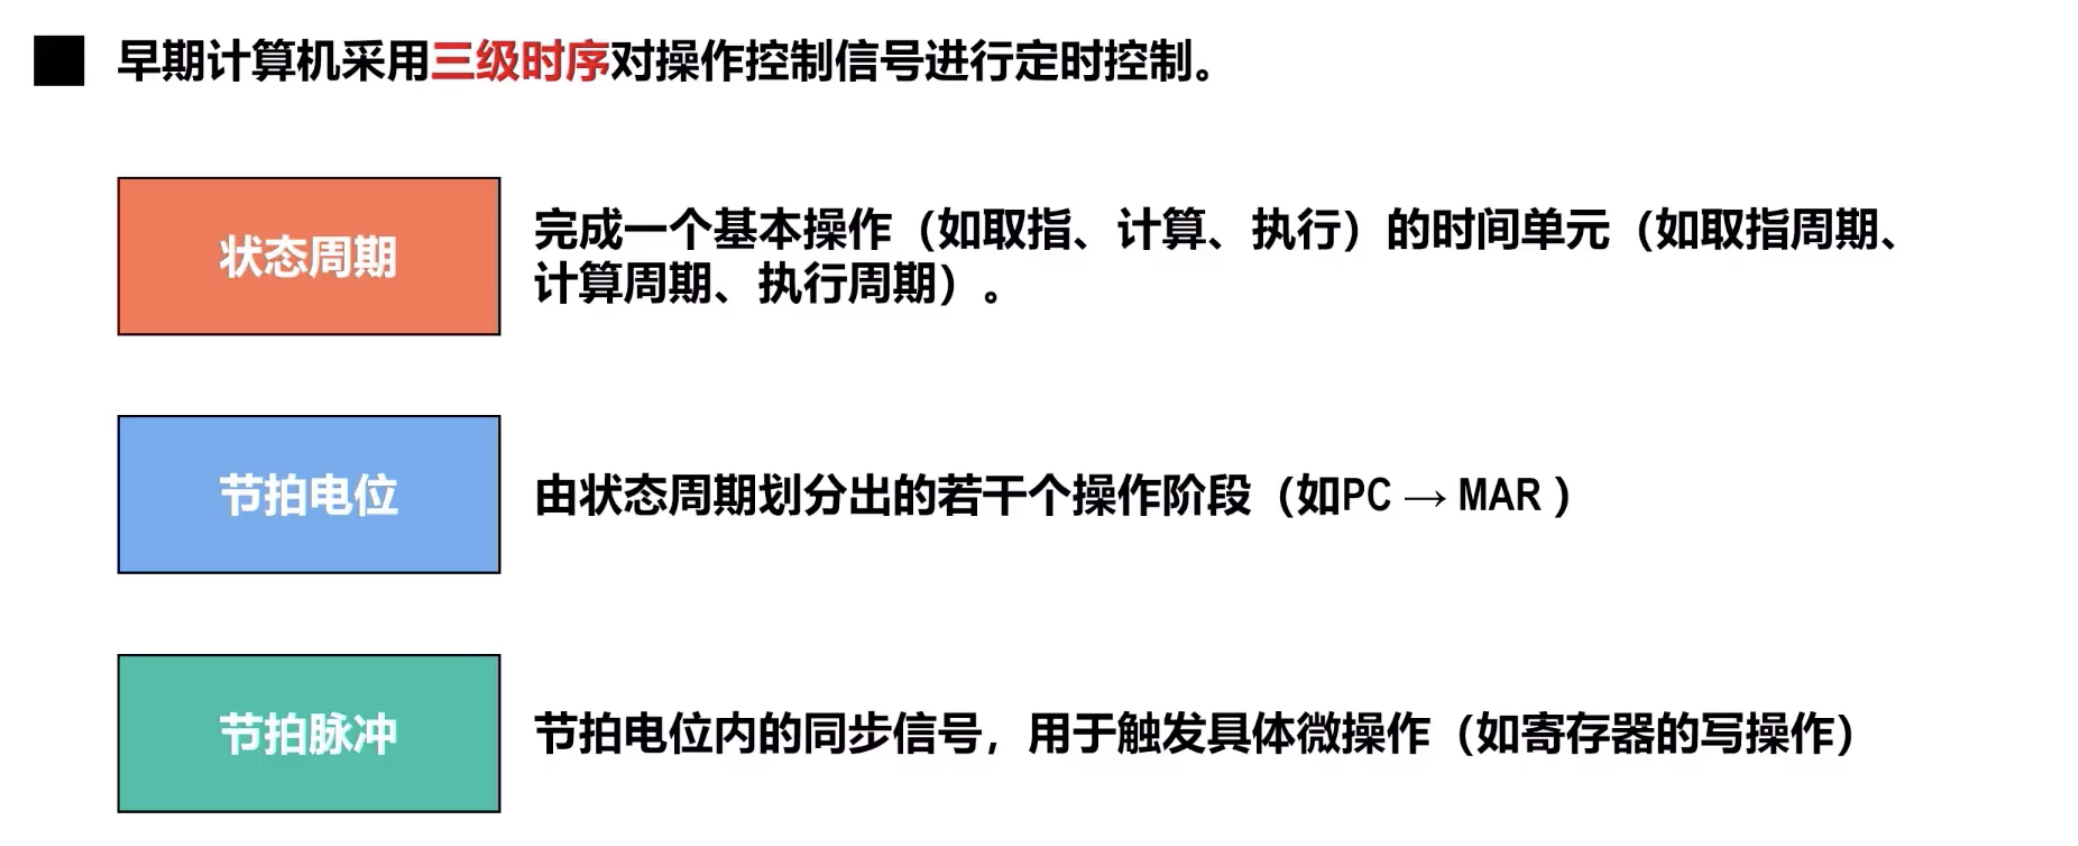 早期计算机采用三级时序对操作控制信号进行定时控制。
状态周期
完成一个基本操作（如取指、计算、执行）的时间单元（如取指周期、
计算周期、执行周期）。
节拍电位
由状态周期划分出的若干个操作阶段（如PC → MAR ）
节拍脉冲
节拍电位内的同步信号，用于触发具体微操作（如寄存器的写操作）